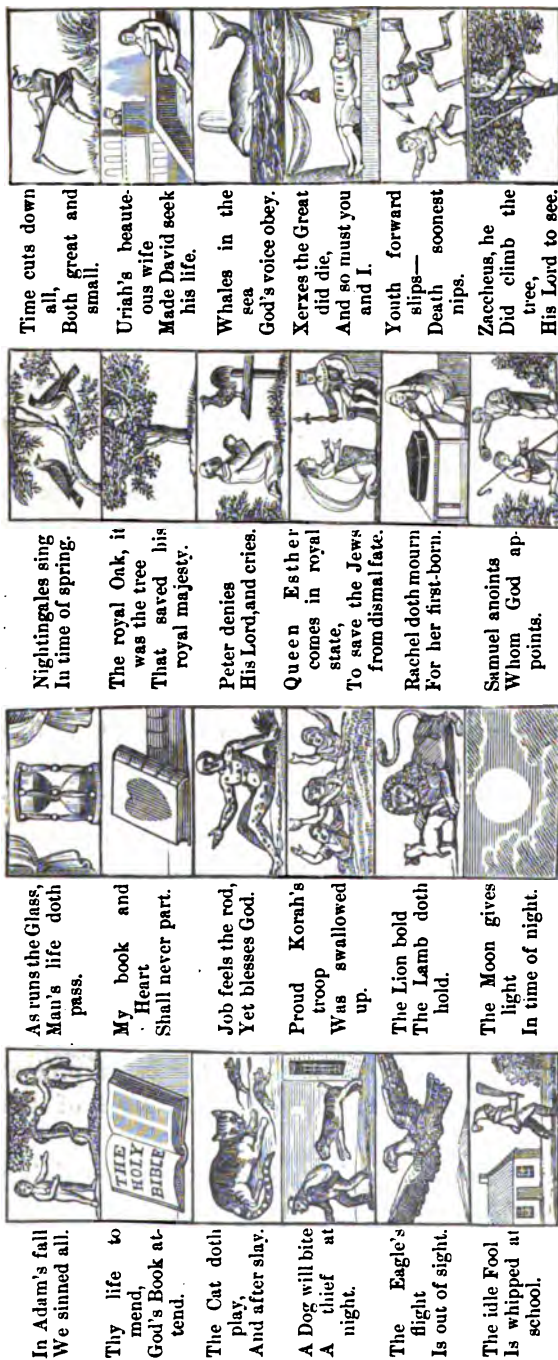 In Adam's fall
We sinned all.
Thy life to
mend,
God's Book at-
tend.
THE
HOLY
BIBLE
The Cat doth
play,
And after slay.
A Dog will bite
A thief at
night.
The Eagle's
flight
Is out of sight.
The idle Fool
Is whipped at
school.
As runs the Glass,
Man's life doth
pass.
My book and
Heart
Shall never part.
Job feels the rod,
Yet blesses God.
Proud Korah's
troop
Was swallowed
up.
The Lion bold
The Lamb doth
hold.
The Moon gives
light
In time of night.
Nightingales sing
In time of spring.
The royal Oak, it
was the tree
That saved his
royal majesty.
Peter denies
His Lord, and cries.
Queen Esther
comes in royal
state,
To save the Jews
from dismal fate.
Rachel doth mourn
For her first-born.
Samuel anoints
Whom God ap-
points.
Time cuts down
all,
Both great and
small.
Uriah's beaute-
ous wife
Made David seek
his life.
Whales in the
sea
God's voice obey.
Xerxes the Great
did die,
And so must you
and I.
Youth forward
slips—
Death soonest
nips.
Zaccheus, he
Did climb the
tree,
His Lord to see.